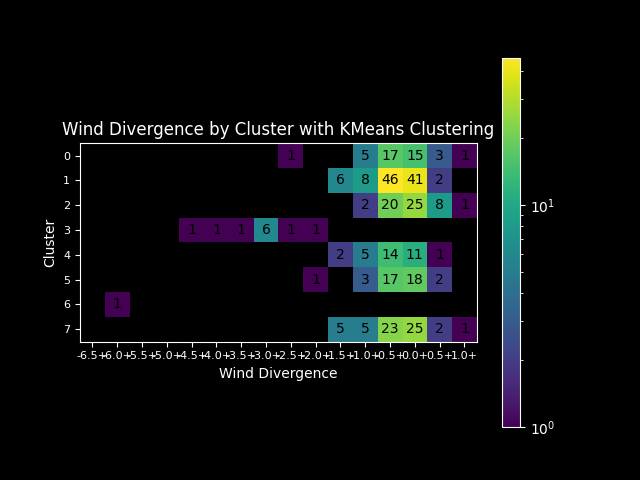 Wind Divergence by Cluster with KMeans Clustering
Cluster
0 1 5 17 15 3 1
1 6 8 46 41 2
2 2 20 25 8 1
3 1 1 1 6 1 1
4 2 5 14 11 1
5 1 3 17 18 2
6 1
7 5 5 23 25 2 1
-6.5+ -6.0+ -5.5+ -5.0+ -4.5+ -4.0+ -3.5+ -3.0+ -2.5+ -2.0+ -1.5+ -1.0+ -0.5+ 0.0+ 0.5+ 1.0+
Wind Divergence
10¹
10⁰